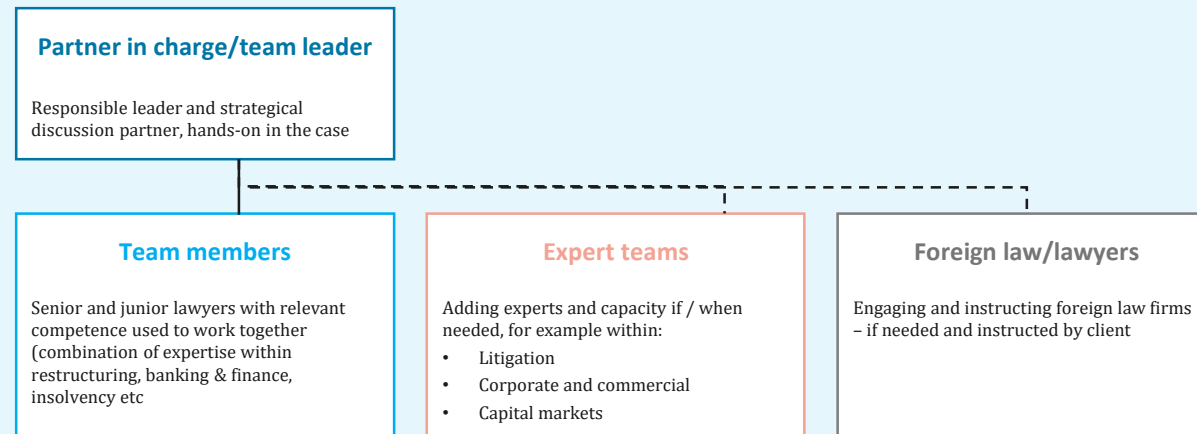 Partner in charge/team leader
Responsible leader and strategical
discussion partner, hands-on in the case
Team members
Senior and junior lawyers with relevant
competence used to work together
(combination of expertise within
restructuring, banking & finance,
insolvency etc
Expert teams
Adding experts and capacity if / when
needed, for example within:
• Litigation
• Corporate and commercial
• Capital markets
Foreign law/lawyers
Engaging and instructing foreign law firms
– if needed and instructed by client